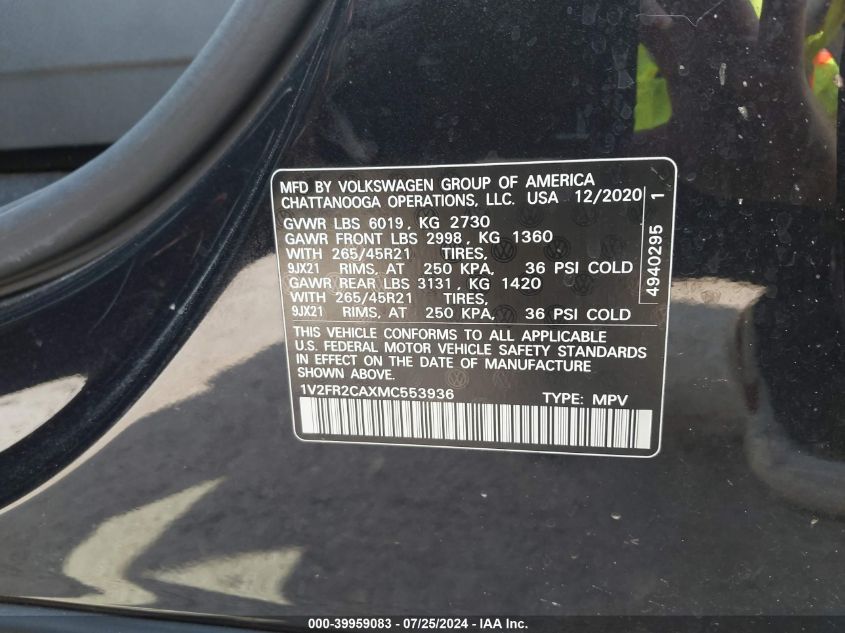 MFD BY VOLKSWAGEN GROUP OF AMERICA
CHATTANOOGA OPERATIONS, LLC. USA 12/2020
GVWR LBS 6019, KG 2730
GAWR FRONT LBS 2998, KG 1360
WITH 265/45R21 TIRES,
9JX21 RIMS, AT 250 KPA, 36 PSI COLD
GAWR REAR LBS 3131, KG 1420
WITH 265/45R21 TIRES,
9JX21 RIMS, AT 250 KPA, 36 PSI COLD
THIS VEHICLE CONFORMS TO ALL APPLICABLE
U.S. FEDERAL MOTOR VEHICLE SAFETY STANDARDS
IN EFFECT ON THE DATE OF MANUFACTURE
SHOWN ABOVE.
1V2FR2CAXMC553936 TYPE: MPV
4940295 1
000-39959083 - 07/25/2024 - IAA Inc.